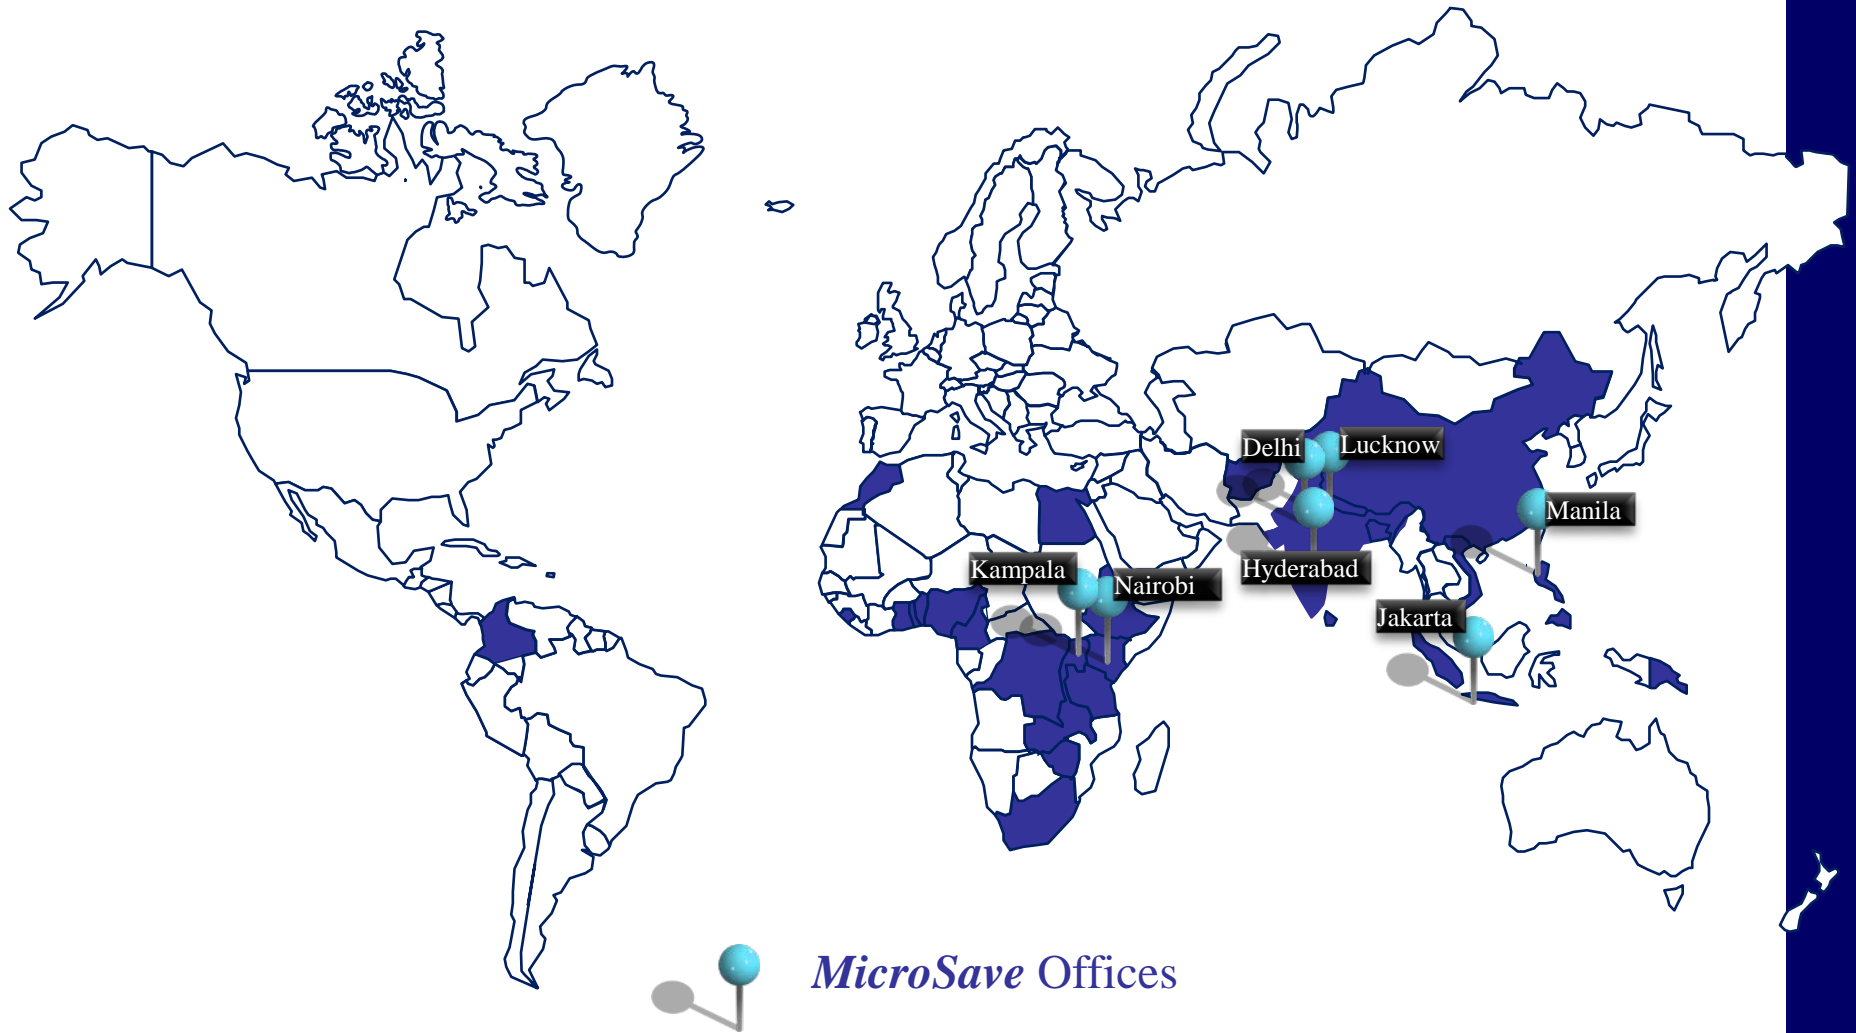 Delhi
Lucknow
Manila
Hyderabad
Kampala
Nairobi
Jakarta
MicroSave Offices